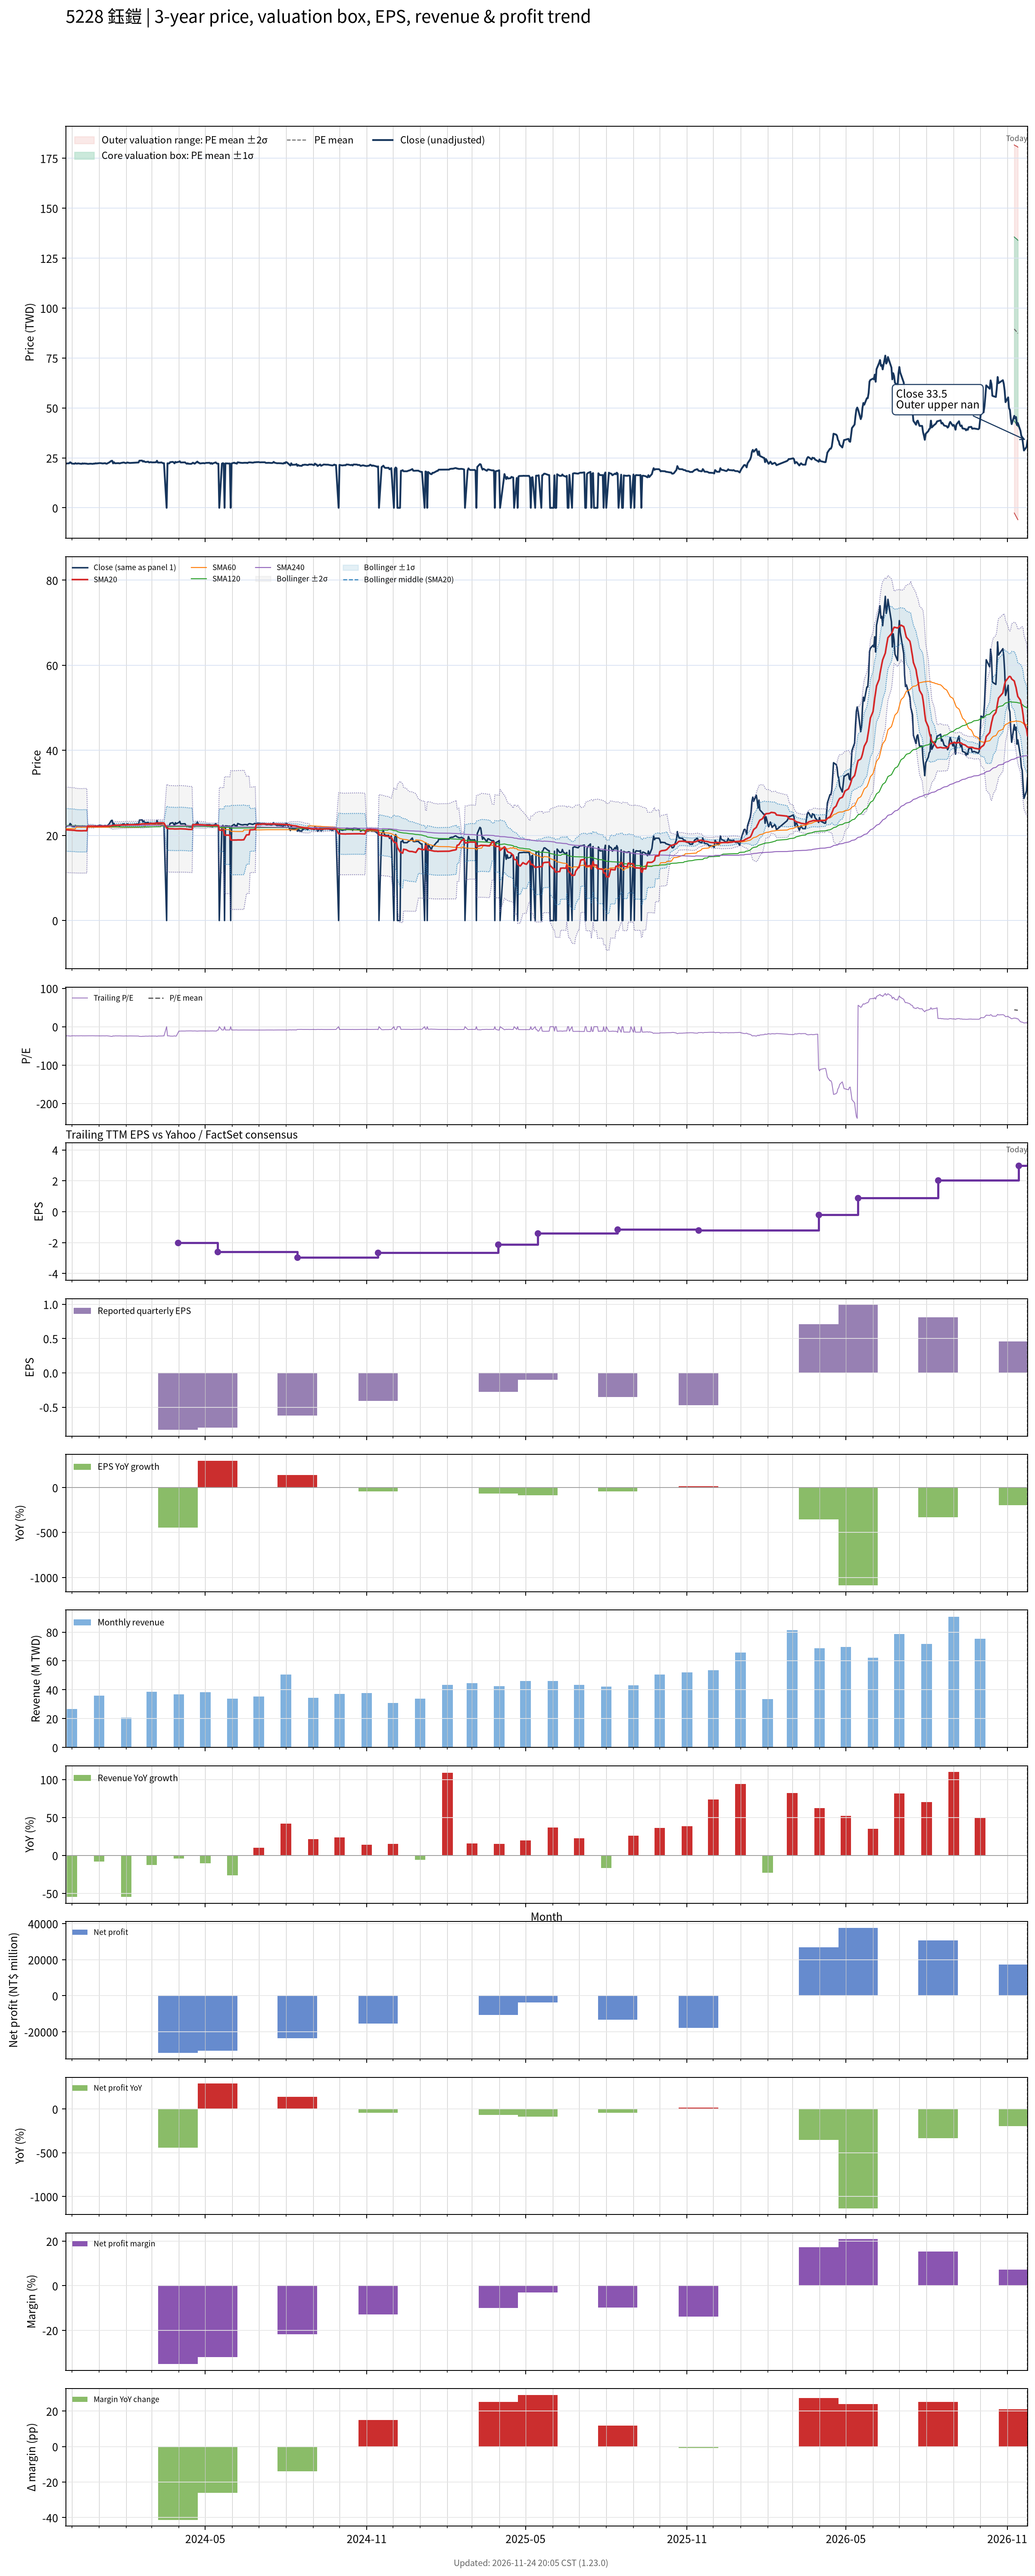 5228 鈺鎧 | 3-year price, valuation box, EPS, revenue & profit trend
Outer valuation range: PE mean ±2σ
Core valuation box: PE mean ±1σ
PE mean
Close (unadjusted)
Today
175
150
125
100
75
50
25
0
Price (TWD)
Close 33.5
Outer upper nan
Close (same as panel 1)
SMA20
SMA60
SMA120
SMA240
Bollinger ±2σ
Bollinger ±1σ
Bollinger middle (SMA20)
80
60
40
20
0
Price
Trailing P/E
P/E mean
100
0
-100
-200
P/E
Trailing TTM EPS vs Yahoo / FactSet consensus
Today
4
2
0
-2
-4
EPS
Reported quarterly EPS
1.0
0.5
0.0
-0.5
EPS
EPS YoY growth
0
-500
-1000
YoY (%)
Monthly revenue
80
60
40
20
0
Revenue (M TWD)
Revenue YoY growth
100
50
0
-50
YoY (%)
Month
Net profit
40000
20000
0
-20000
Net profit (NT$ million)
Net profit YoY
0
-500
-1000
YoY (%)
Net profit margin
20
0
-20
Margin (%)
Margin YoY change
20
0
-20
-40
Δ margin (pp)
2024-05
2024-11
2025-05
2025-11
2026-05
2026-11
Updated: 2026-11-24 20:05 CST (1.23.0)